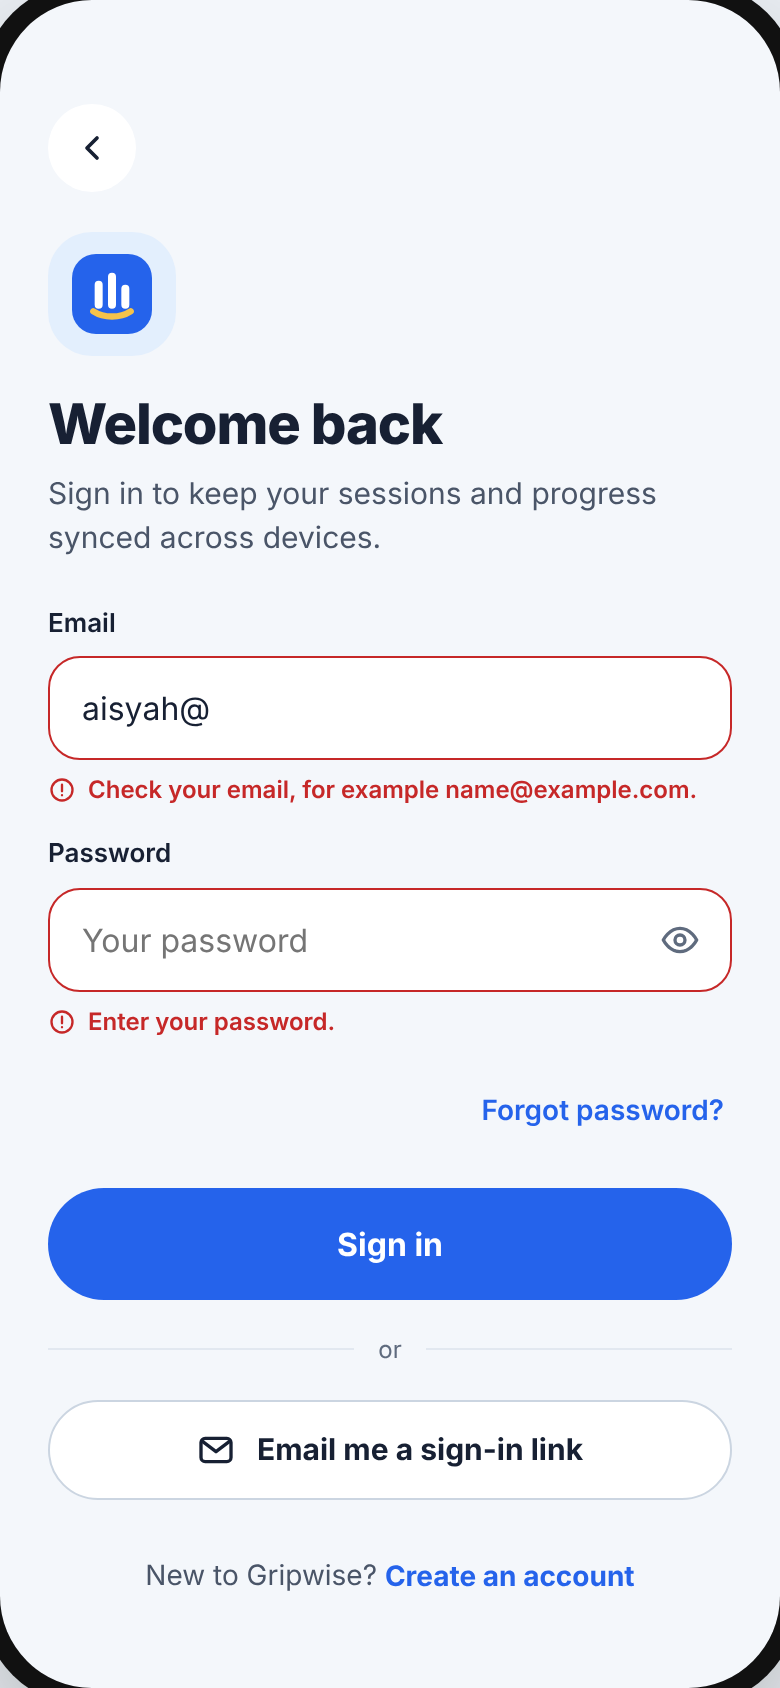 Welcome back
Sign in to keep your sessions and progress
synced across devices.
Email
aisyah@
Check your email, for example name@example.com.
Password
Your password
Enter your password.
Forgot password?
Sign in
or
Email me a sign-in link
New to Gripwise? Create an account